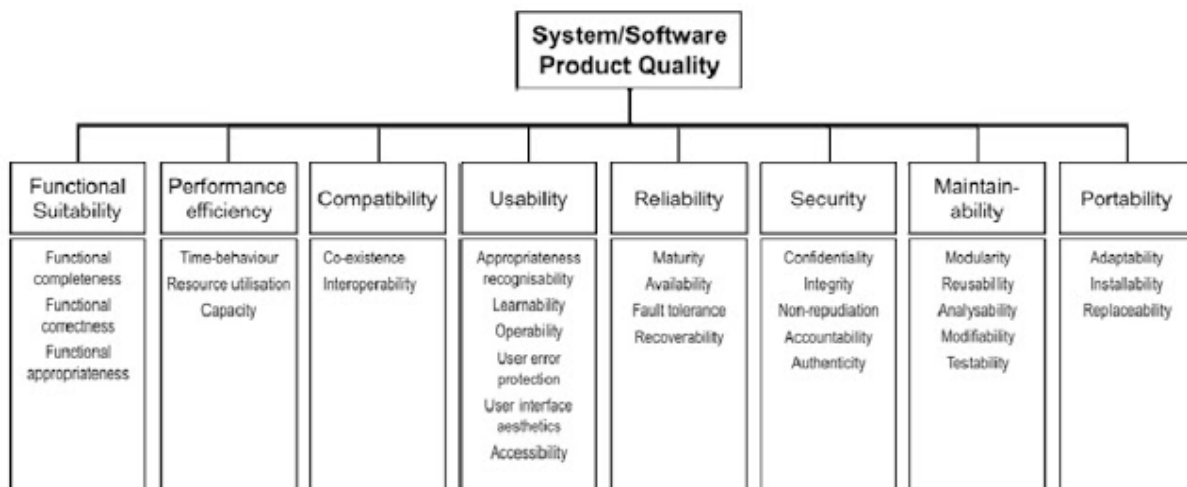 System/Software
Product Quality
Functional
Suitability
Performance
efficiency
Compatibility
Usability
Reliability
Security
Maintain-
ability
Portability
Functional
completeness
Functional
correctness
Functional
appropriateness
Time-behaviour
Resource utilisation
Capacity
Co-existence
Interoperability
Appropriateness
recognisability
Learnability
Operability
User error
protection
User interface
aesthetics
Accessibility
Maturity
Availability
Fault tolerance
Recoverability
Confidentiality
Integrity
Non-repudiation
Accountability
Authenticity
Modularity
Reusability
Analysability
Modifiability
Testability
Adaptability
Installability
Replaceability